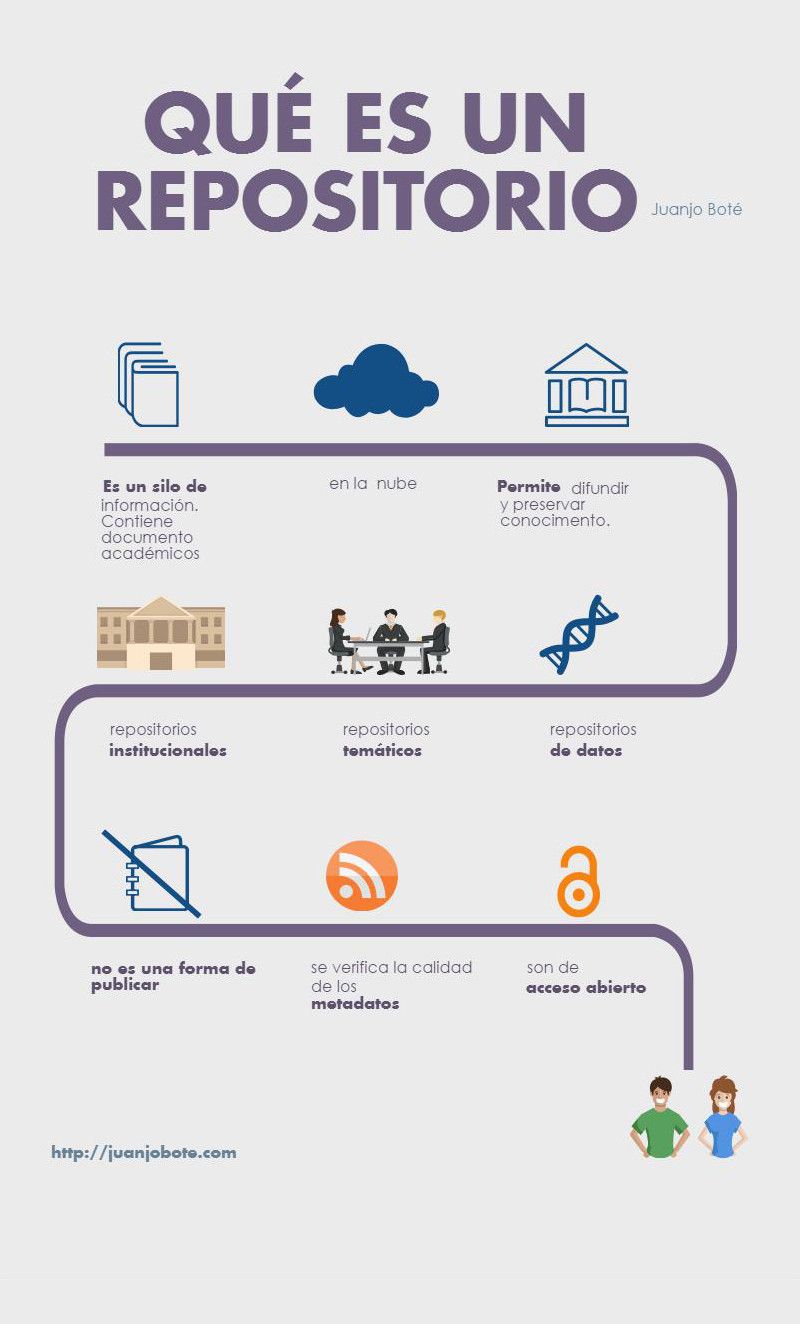 QUÉ ES UN
REPOSITORIO
Juanjo Boté
Es un silo de
información.
Contiene
documento
académicos
en la nube
Permite difundir
y preservar
conocimento.
repositorios
institucionales
repositorios
temáticos
repositorios
de datos
no es una forma de
publicar
se verifica la calidad
de los
metadatos
son de
acceso abierto
http://juanjobote.com